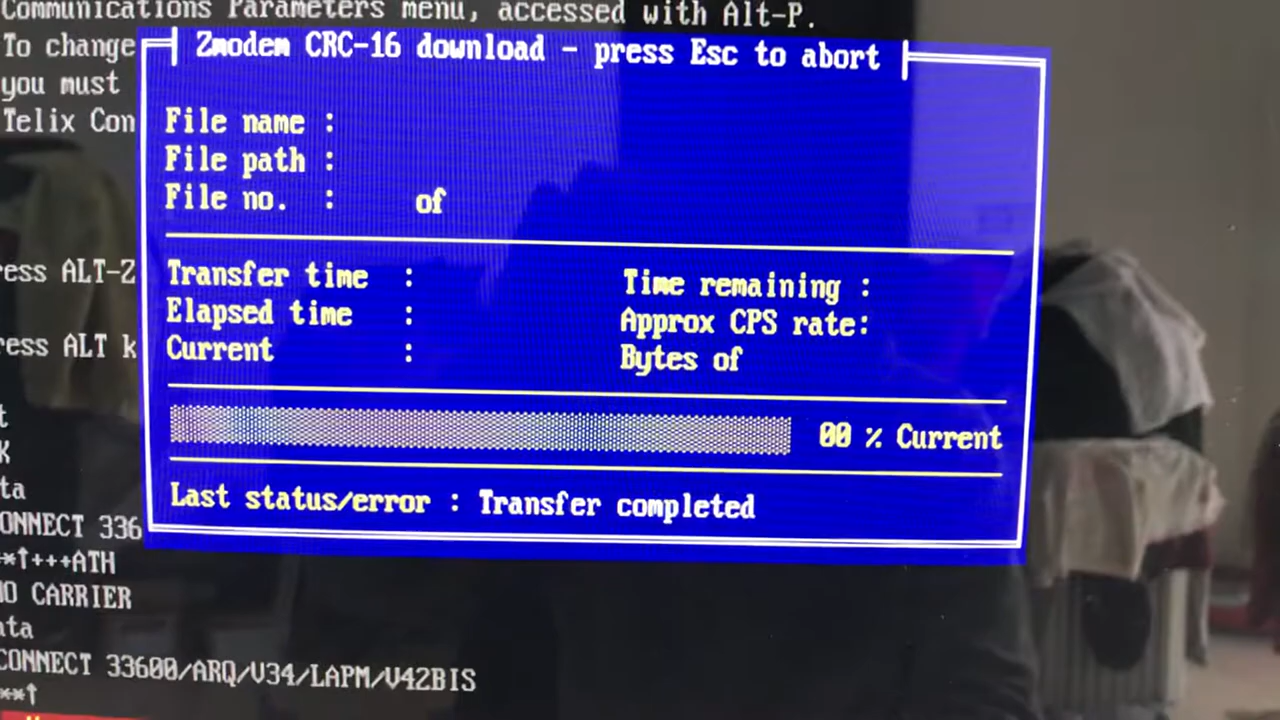 Communications Parameters menu, accessed with Alt-P.
To change
you must
Telix Con
Zmodem CRC-16 download - press Esc to abort
File name :
File path :
File no. : of
ress ALT-Z
Transfer time : Time remaining :
Elapsed time : Approx CPS rate:
ress ALT k
Current : Bytes of
t
K
00 % Current
ta
Last status/error : Transfer completed
ONNECT 336
**↑+++ATH
NO CARRIER
ata
CONNECT 33600/ARQ/V34/LAPM/V42BIS
**↑